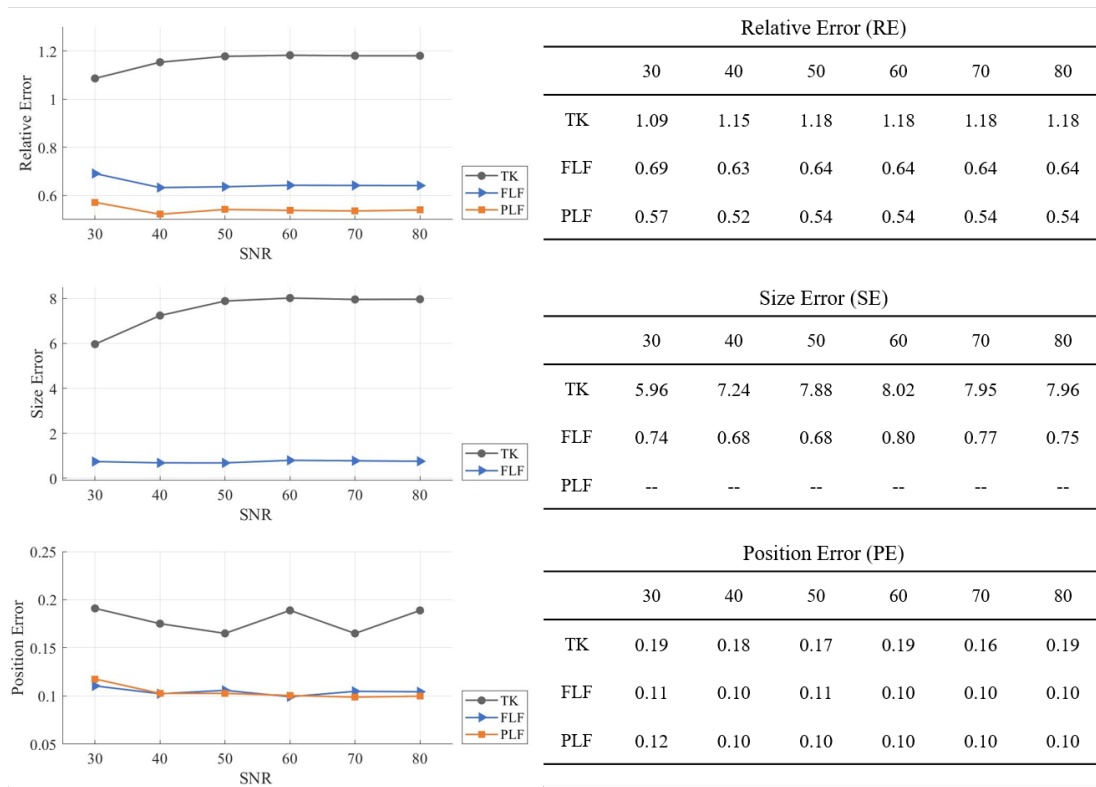 1.2
1
0.8
0.6
Relative Error
30 40 50 60 70 80
SNR
TK
FLF
PLF
Relative Error (RE)
30 40 50 60 70 80
TK 1.09 1.15 1.18 1.18 1.18 1.18
FLF 0.69 0.63 0.64 0.64 0.64 0.64
PLF 0.57 0.52 0.54 0.54 0.54 0.54
8
6
4
2
0
Size Error
30 40 50 60 70 80
SNR
TK
FLF
Size Error (SE)
30 40 50 60 70 80
TK 5.96 7.24 7.88 8.02 7.95 7.96
FLF 0.74 0.68 0.68 0.80 0.77 0.75
PLF -- -- -- -- -- --
0.25
0.2
0.15
0.1
0.05
Position Error
30 40 50 60 70 80
SNR
TK
FLF
PLF
Position Error (PE)
30 40 50 60 70 80
TK 0.19 0.18 0.17 0.19 0.16 0.19
FLF 0.11 0.10 0.11 0.10 0.10 0.10
PLF 0.12 0.10 0.10 0.10 0.10 0.10